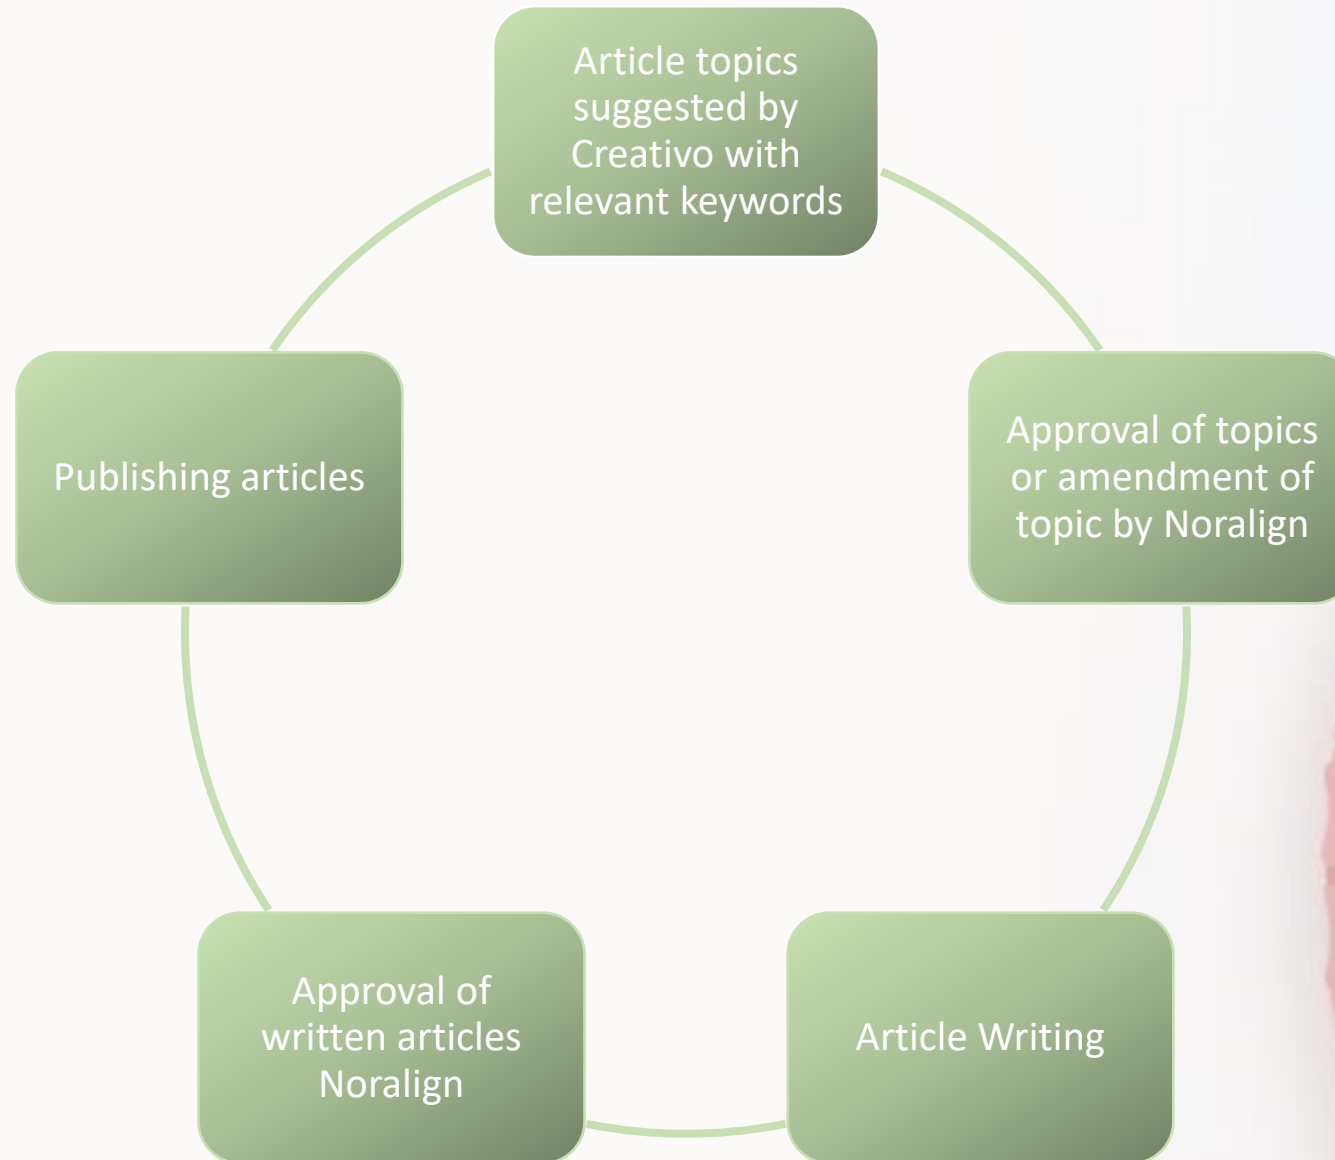 Article topics
suggested by
Creativo with
relevant keywords
Approval of topics
or amendment of
topic by Noralign
Article Writing
Approval of
written articles
Noralign
Publishing articles